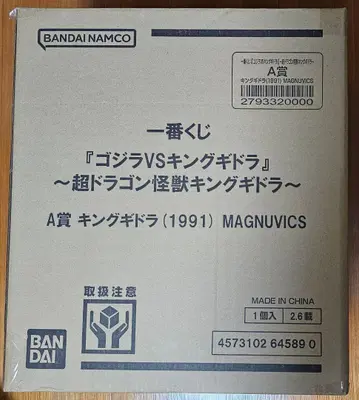 BANDAI NAMCO
A賞
キングギドラ(1991) MAGNUVICS
2793320000
一番くじ
『ゴジラVSキングギドラ』
～超ドラゴン怪獣キングギドラ～
A賞 キングギドラ(1991) MAGNUVICS
取扱注意
MADE IN CHINA
1個入 2.6載
BAN
DAI
4573102 64589 0